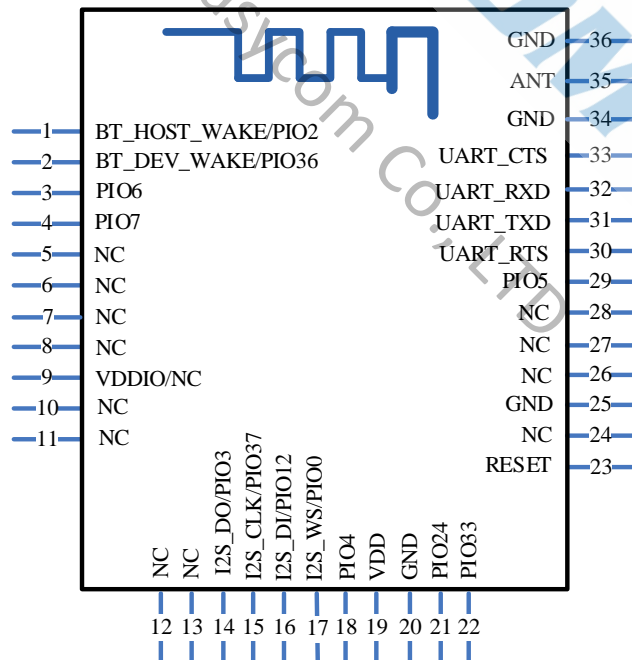 GND 36
ANT 35
GND 34
1 BT_HOST_WAKE/PIO2
UART_CTS 33
2 BT_DEV_WAKE/PIO36
3 PIO6
UART_RXD 32
4 PIO7
UART_TXD 31
5 NC
UART_RTS 30
6 NC
PIO5 29
7 NC
NC 28
8 NC
NC 27
9 VDDIO/NC
NC 26
10 NC
GND 25
11 NC
NC 24
RESET 23
NC
NC
I2S_DO/PIO3
I2S_CLK/PIO37
I2S_DI/PIO12
I2S_WS/PIO0
PIO4
VDD
GND
PIO24
PIO33
12 13 14 15 16 17 18 19 20 21 22
Co., LTD